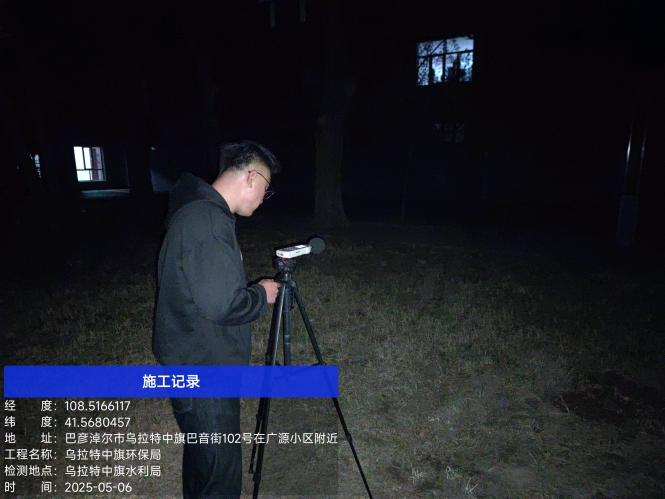 施工记录
经 度：108.5166117
纬 度：41.5680457
地 址：巴彦淖尔市乌拉特中旗巴音街102号在广源小区附近
工程名称：乌拉特中旗环保局
检测地点：乌拉特中旗水利局
时 间：2025-05-06